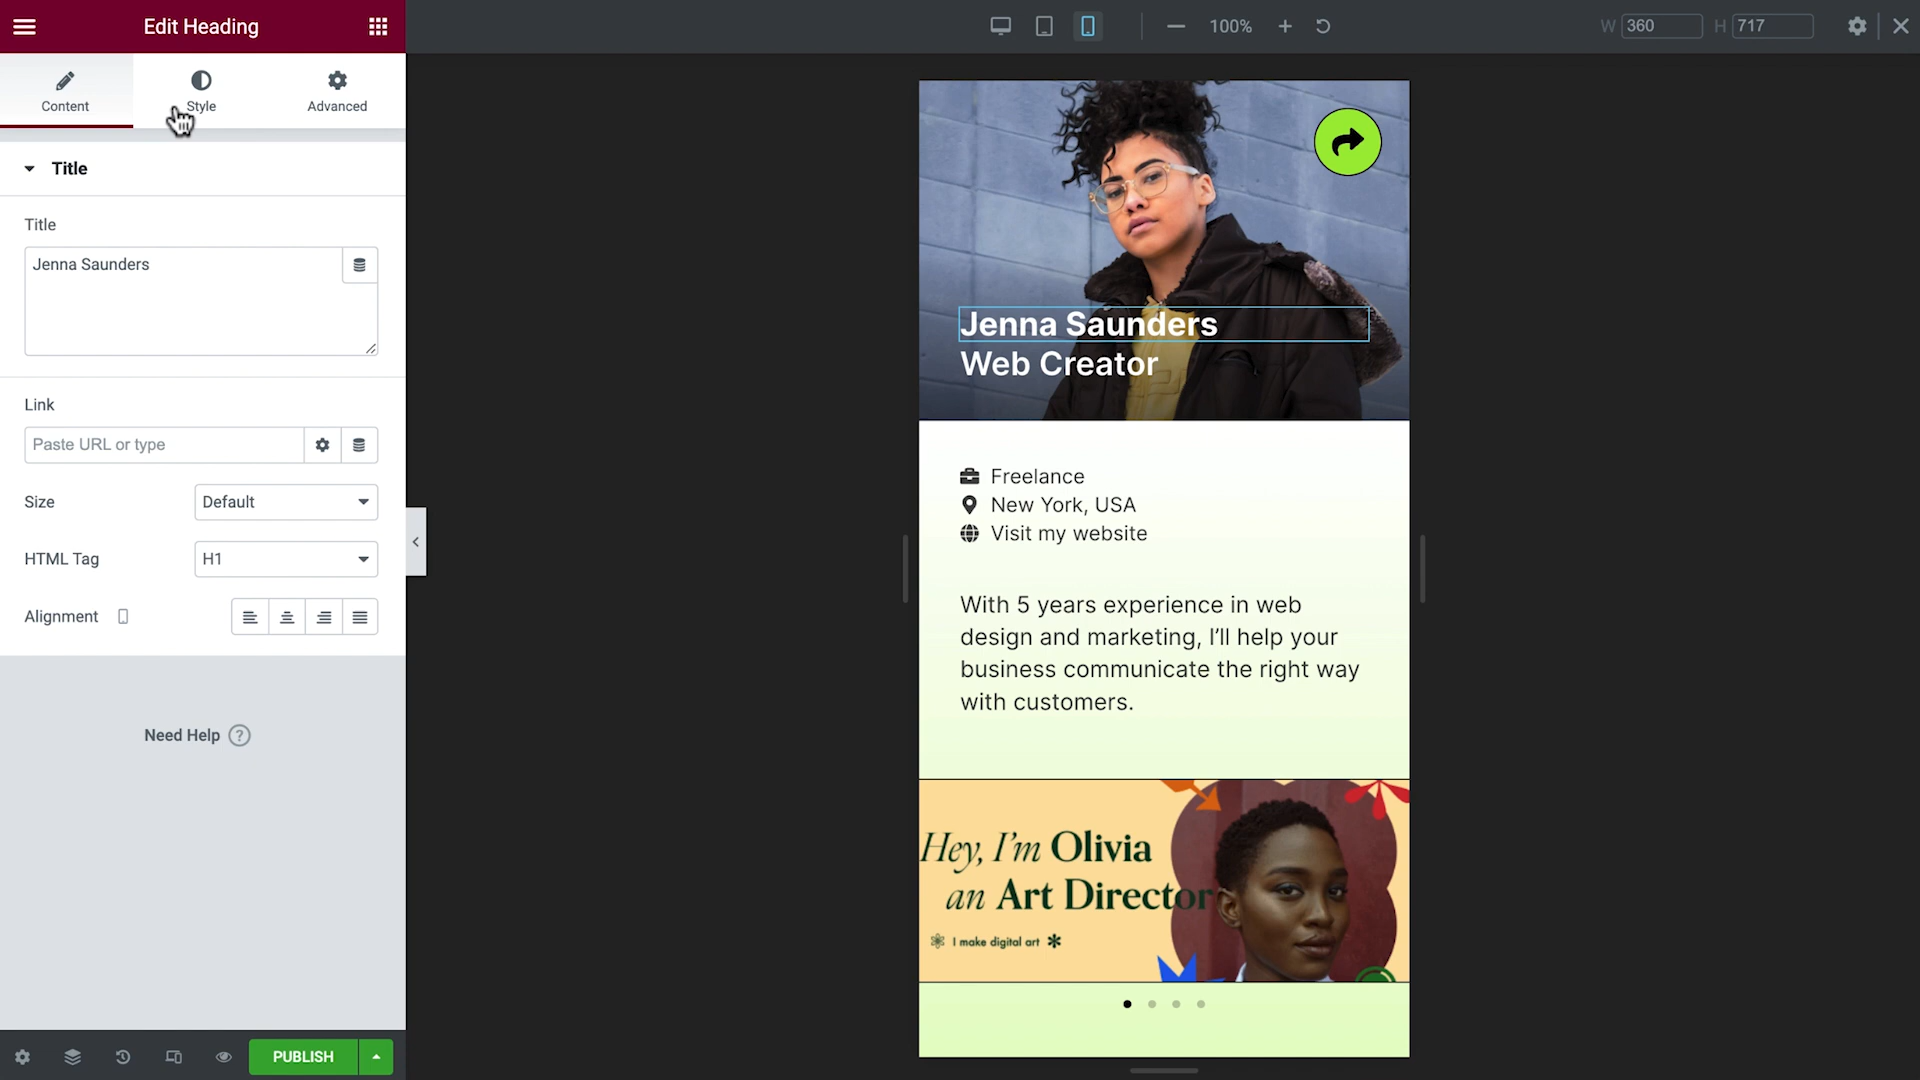 Edit Heading
100%
W 360 H 717
Content
Style
Advanced
Title
Title
Jenna Saunders
Link
Paste URL or type
Size
Default
HTML Tag
H1
Alignment
Need Help ?
PUBLISH
Jenna Saunders
Web Creator
Freelance
New York, USA
Visit my website
With 5 years experience in web
design and marketing, I'll help your
business communicate the right way
with customers.
Hey, I'm Olivia
an Art Director
I make digital art